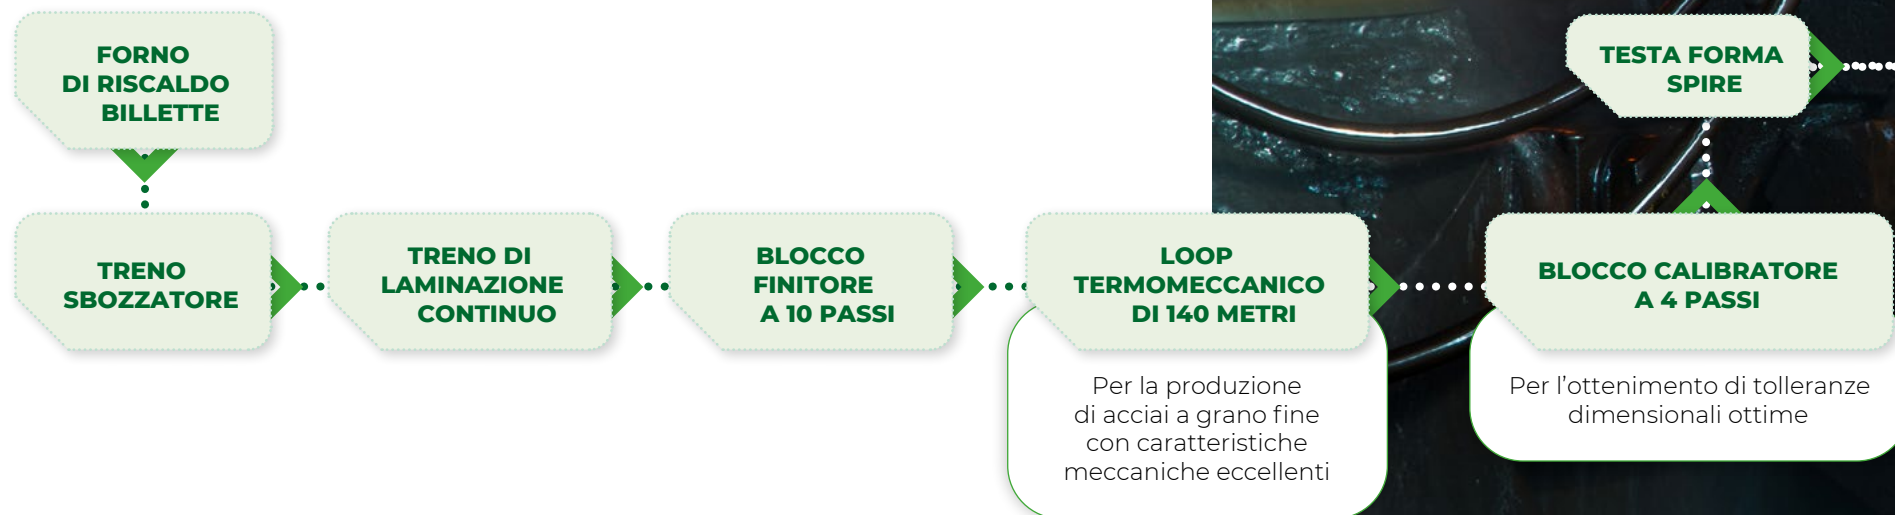 FORNO
DI RISCALDO
BILLETTE
TRENO
SBOZZATORE
TRENO DI
LAMINAZIONE
CONTINUO
BLOCCO
FINITORE
A 10 PASSI
LOOP
TERMOMECCANICO
DI 140 METRI
Per la produzione
di acciai a grano fine
con caratteristiche
meccaniche eccellenti
BLOCCO CALIBRATORE
A 4 PASSI
Per l’ottenimento di tolleranze
dimensionali ottime
TESTA FORMA
SPIRE